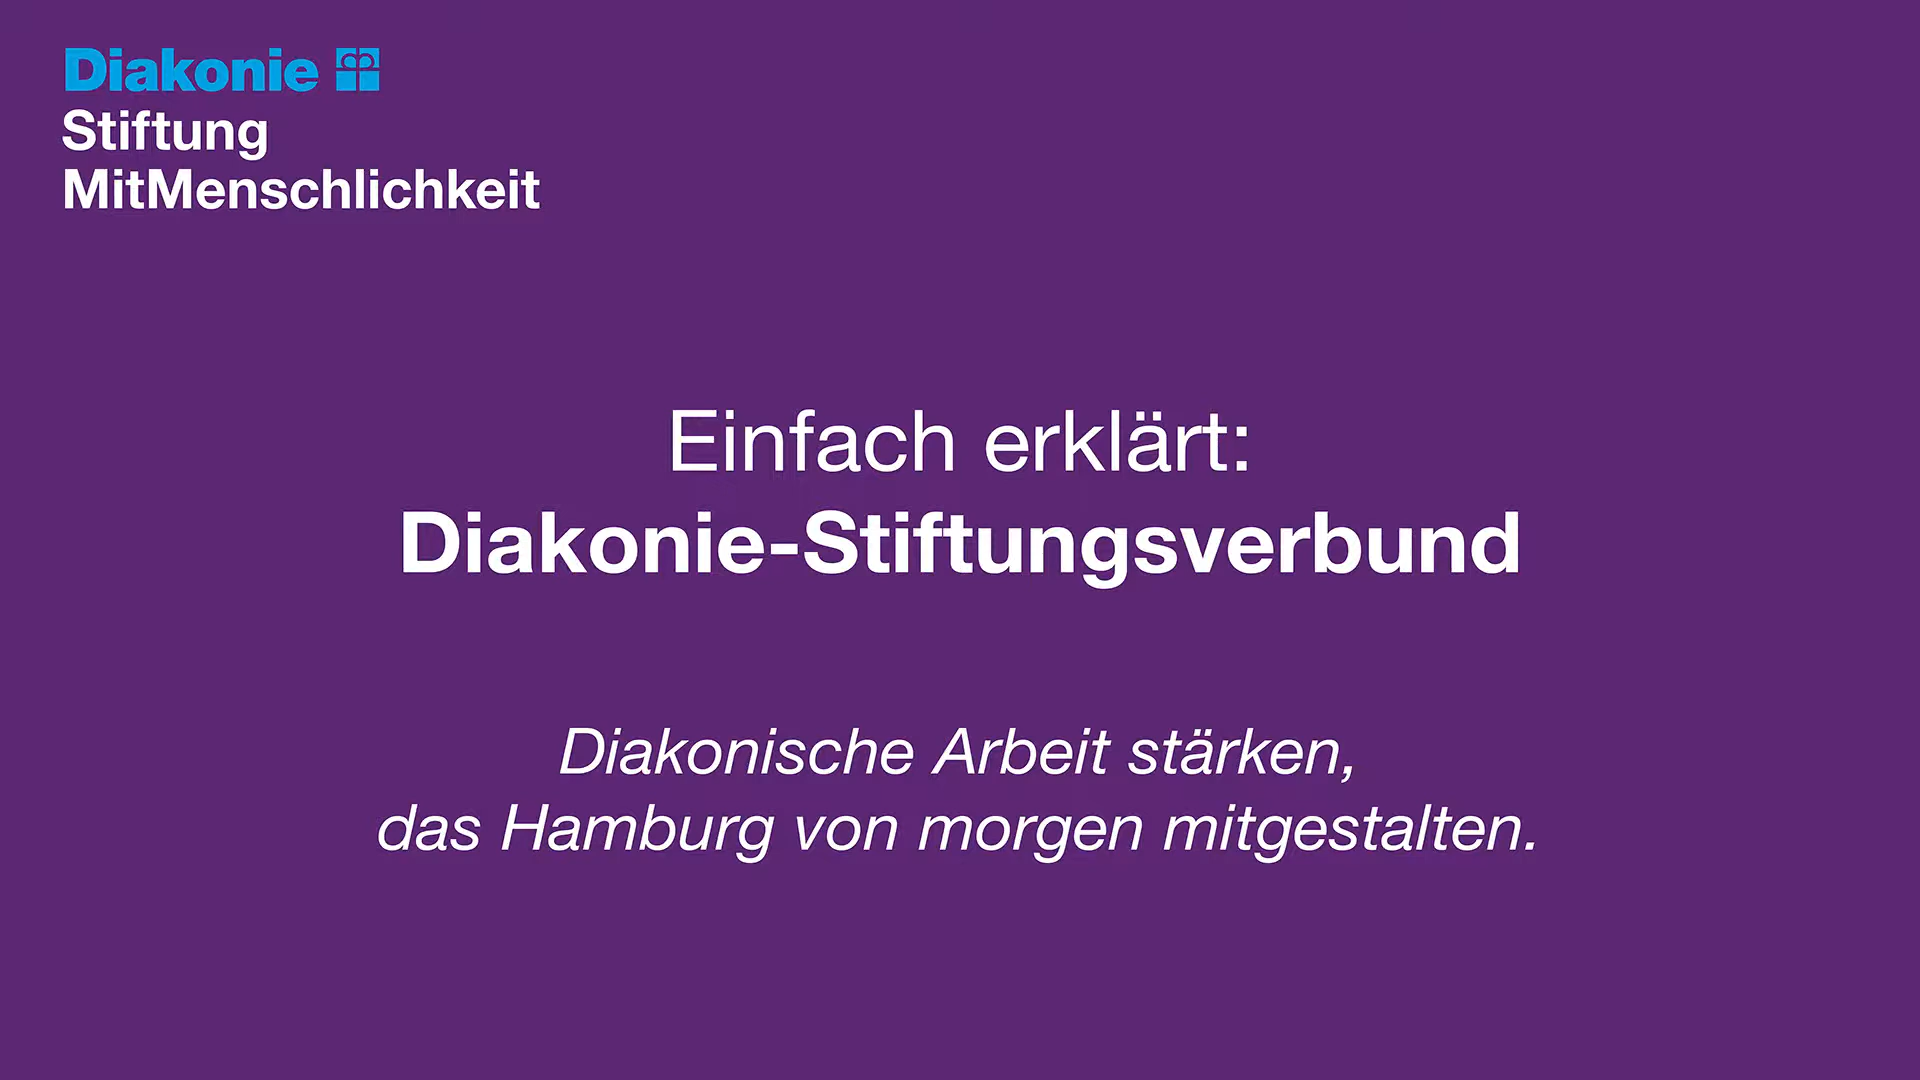 Diakonie
Stiftung
MitMenschlichkeit
Einfach erklärt:
Diakonie-Stiftungsverbund
Diakonische Arbeit stärken,
das Hamburg von morgen mitgestalten.